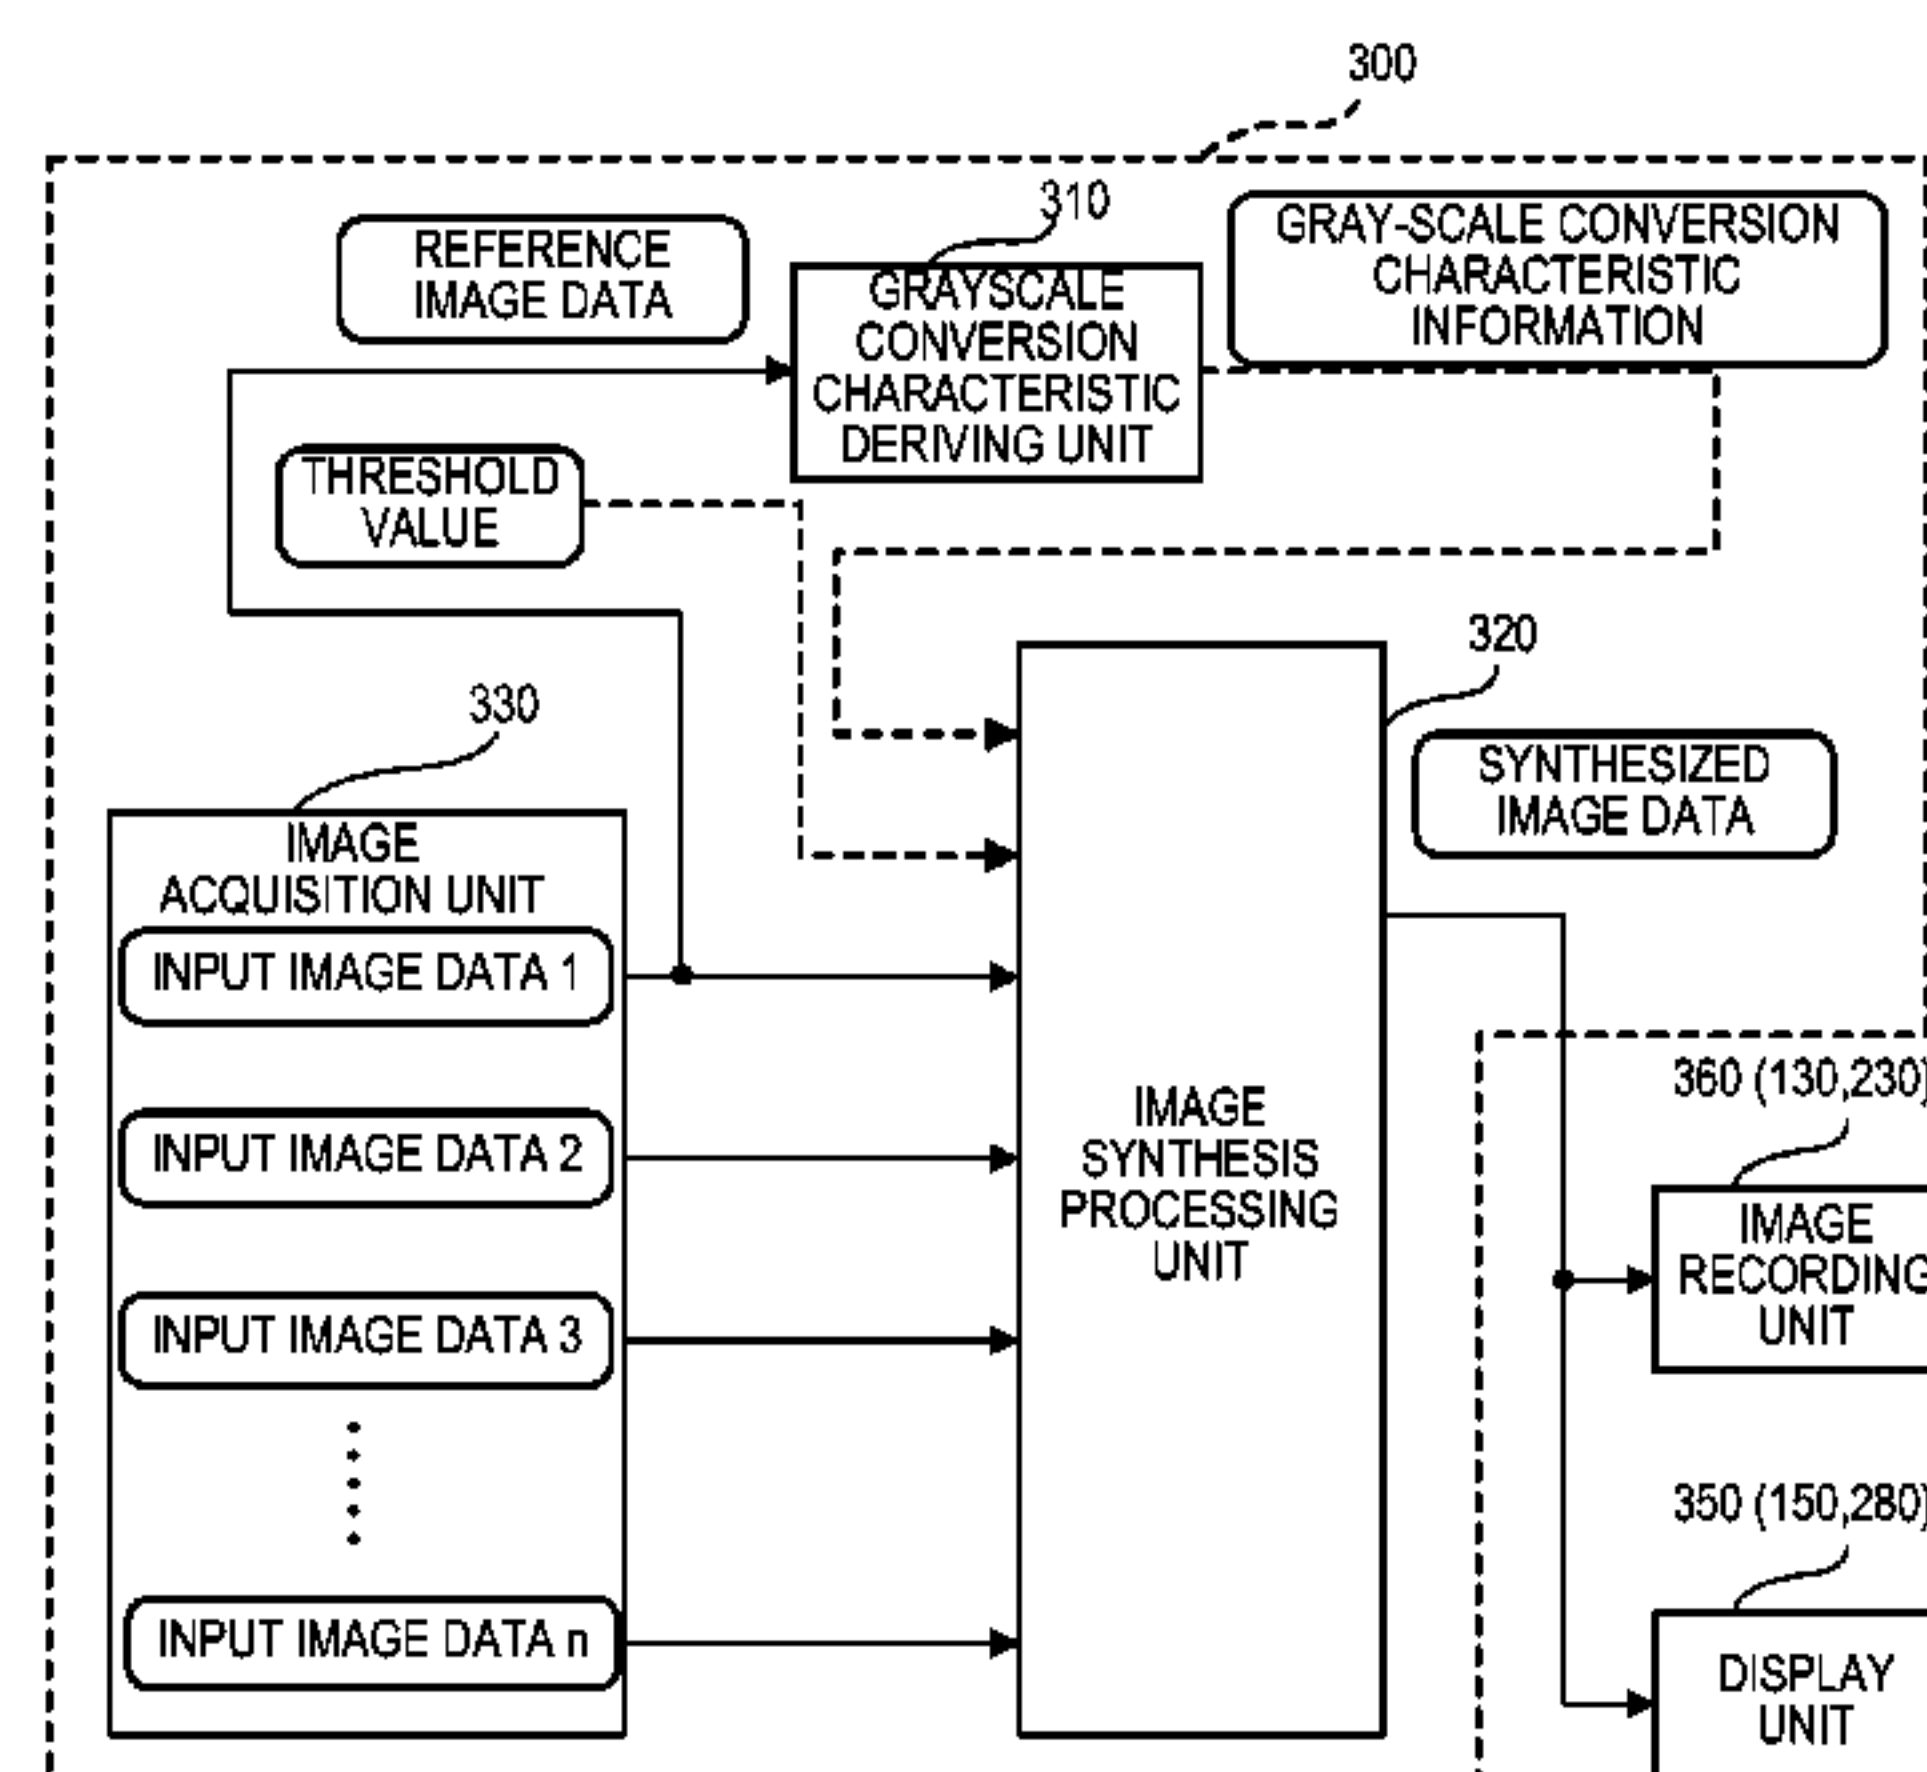 300
310
REFERENCE
IMAGE DATA
GRAYSCALE
CONVERSION
CHARACTERISTIC
DERIVING UNIT
GRAY-SCALE CONVERSION
CHARACTERISTIC
INFORMATION
THRESHOLD
VALUE
320
330
SYNTHESIZED
IMAGE DATA
IMAGE
ACQUISITION UNIT
INPUT IMAGE DATA 1
INPUT IMAGE DATA 2
INPUT IMAGE DATA 3
INPUT IMAGE DATA n
IMAGE
SYNTHESIS
PROCESSING
UNIT
360 (130,230)
IMAGE
RECORDING
UNIT
350 (150,280)
DISPLAY
UNIT